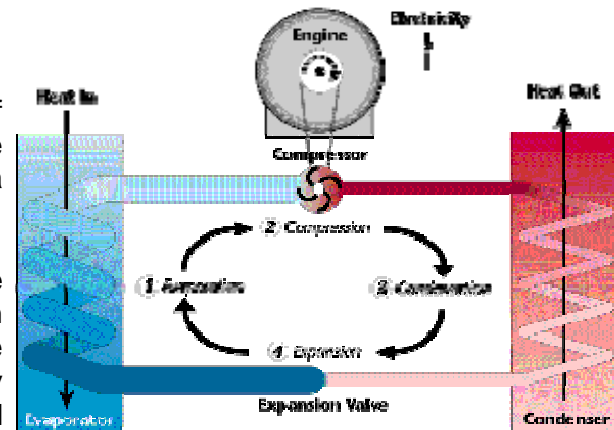 Electricity
Engine
Heat In
Heat Out
Compressor
2 Compression
1 Evaporation
3 Condensation
4 Expansion
Expansion Valve
Evaporator
Condenser